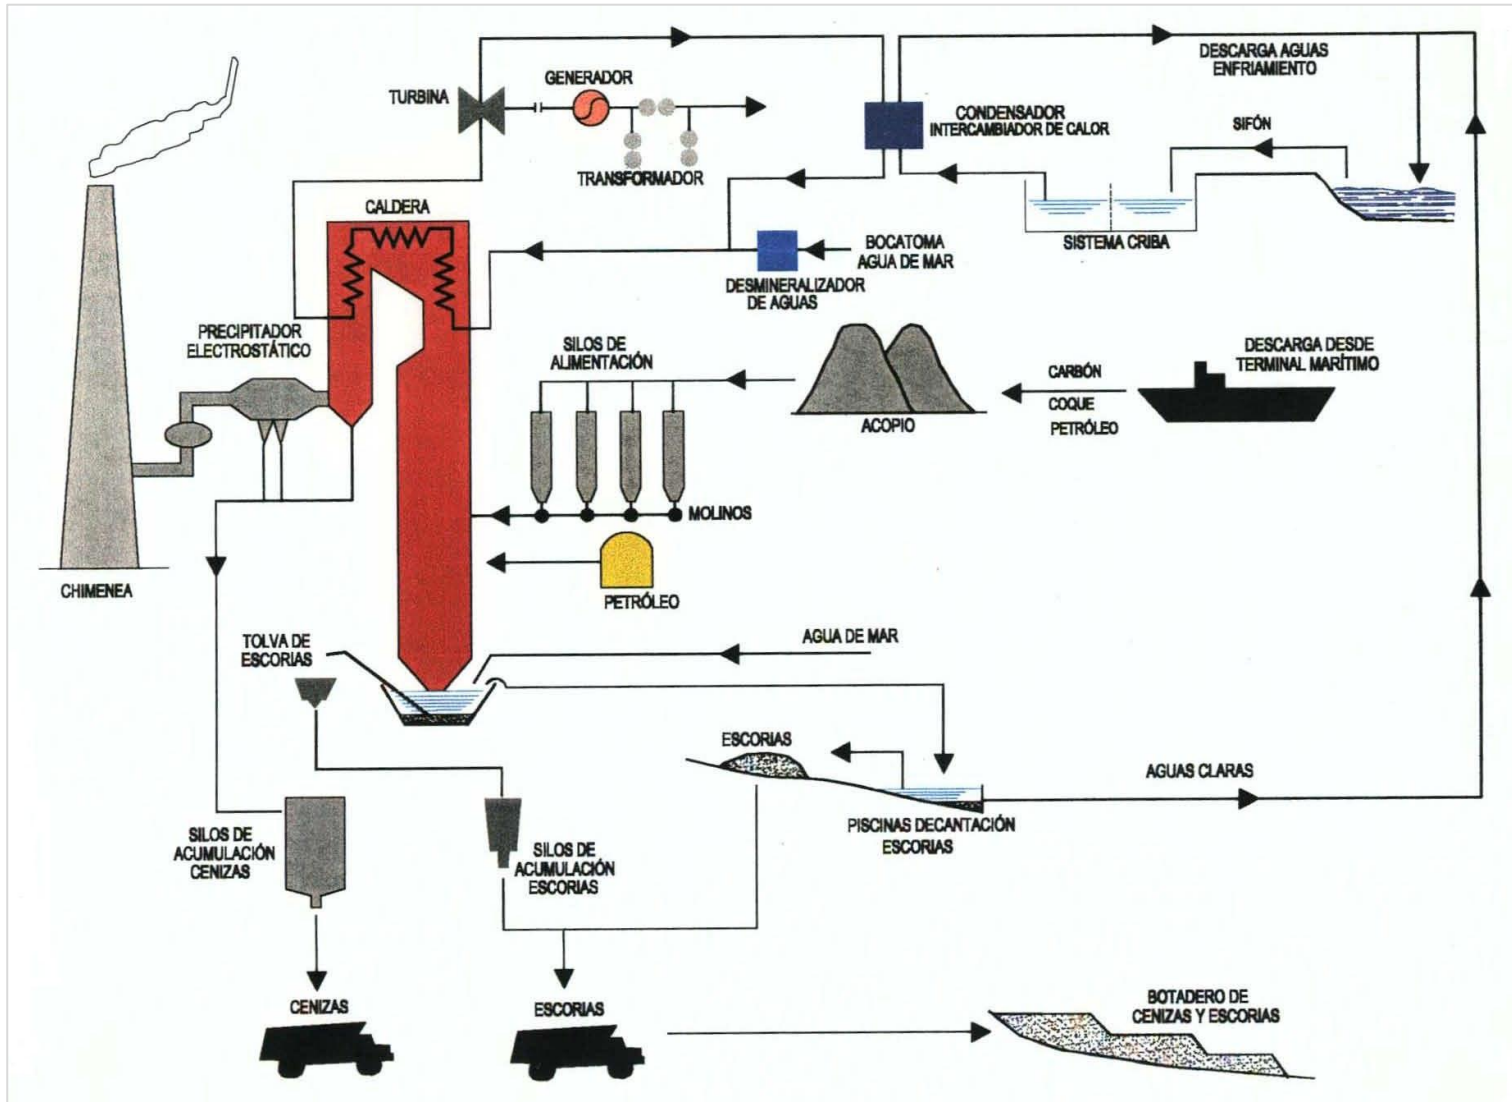 TURBINA
GENERADOR
TRANSFORMADOR
DESCARGA AGUAS
ENFRIAMIENTO
CONDENSADOR
INTERCAMBIADOR DE CALOR
SIFÓN
SISTEMA CRIBA
CALDERA
BOCATOMA
AGUA DE MAR
DESMINERALIZADOR
DE AGUAS
PRECIPITADOR
ELECTROSTÁTICO
SILOS DE
ALIMENTACIÓN
ACOPIO
CARBÓN
COQUE
PETRÓLEO
DESCARGA DESDE
TERMINAL MARÍTIMO
MOLINOS
PETRÓLEO
CHIMENEA
TOLVA DE
ESCORIAS
AGUA DE MAR
ESCORIAS
AGUAS CLARAS
PISCINAS DECANTACIÓN
ESCORIAS
SILOS DE
ACUMULACIÓN
CENIZAS
SILOS DE
ACUMULACIÓN
ESCORIAS
CENIZAS
ESCORIAS
BOTADERO DE
CENIZAS Y ESCORIAS